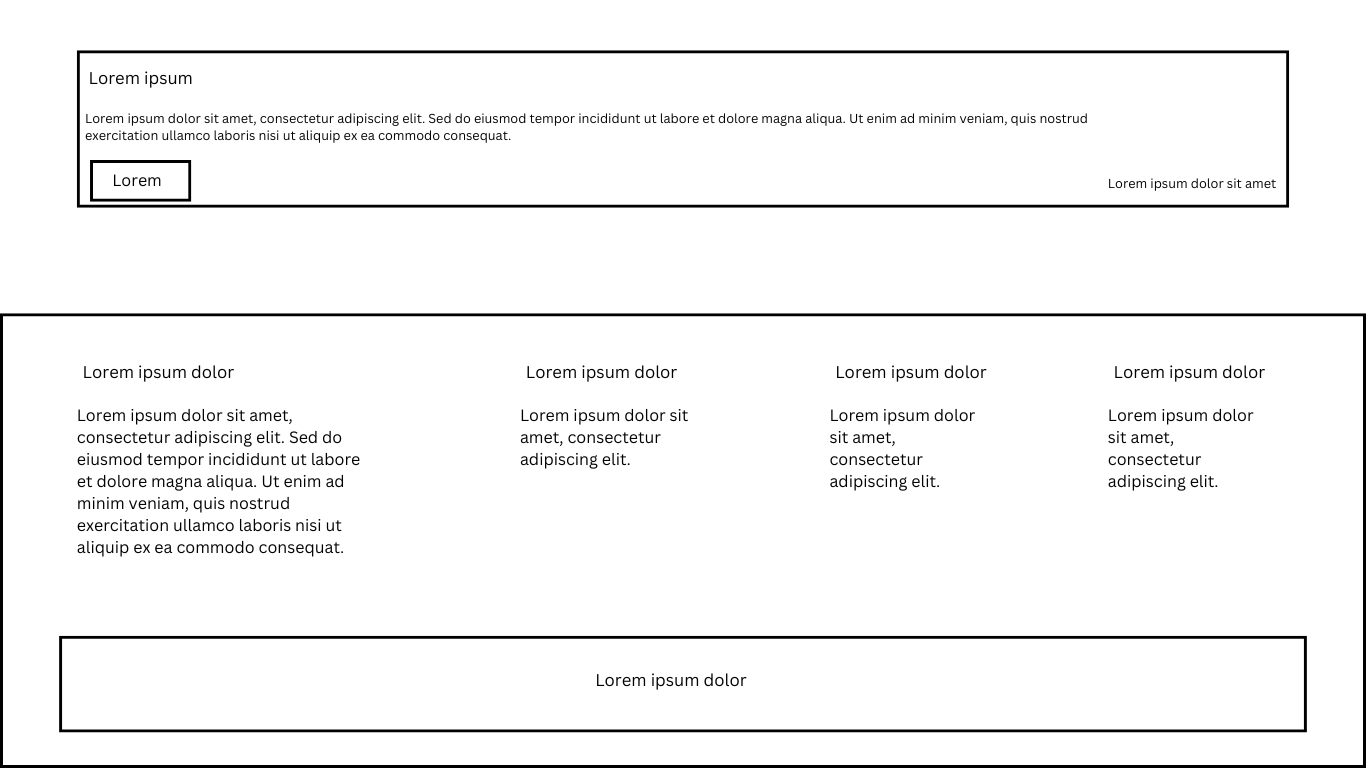 Lorem ipsum
Lorem ipsum dolor sit amet, consectetur adipiscing elit. Sed do eiusmod tempor incididunt ut labore et dolore magna aliqua. Ut enim ad minim veniam, quis nostrud
exercitation ullamco laboris nisi ut aliquip ex ea commodo consequat.
Lorem
Lorem ipsum dolor sit amet
Lorem ipsum dolor
Lorem ipsum dolor sit amet,
consectetur adipiscing elit. Sed do
eiusmod tempor incididunt ut labore
et dolore magna aliqua. Ut enim ad
minim veniam, quis nostrud
exercitation ullamco laboris nisi ut
aliquip ex ea commodo consequat.
Lorem ipsum dolor
Lorem ipsum dolor sit
amet, consectetur
adipiscing elit.
Lorem ipsum dolor
Lorem ipsum dolor
sit amet,
consectetur
adipiscing elit.
Lorem ipsum dolor
Lorem ipsum dolor
sit amet,
consectetur
adipiscing elit.
Lorem ipsum dolor